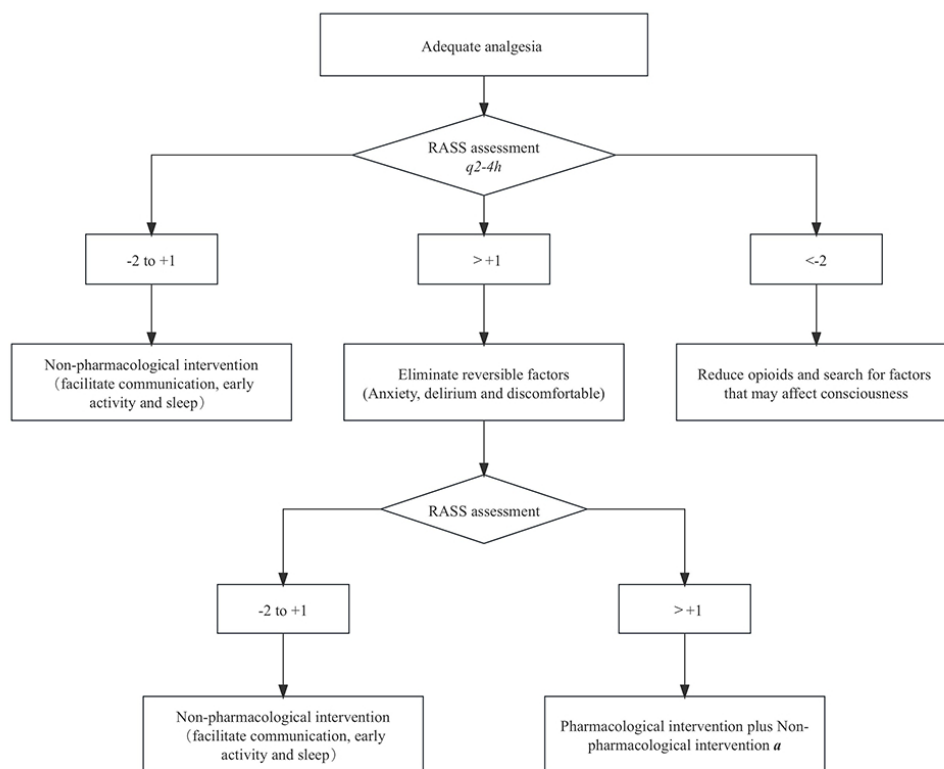 Adequate analgesia
RASS assessment
q2-4h
-2 to +1
>+1
<-2
Non-pharmacological intervention
（facilitate communication, early
activity and sleep）
Eliminate reversible factors
(Anxiety, delirium and discomfortable)
Reduce opioids and search for factors
that may affect consciousness
RASS assessment
-2 to +1
>+1
Non-pharmacological intervention
（facilitate communication, early
activity and sleep）
Pharmacological intervention plus Non-
pharmacological intervention a